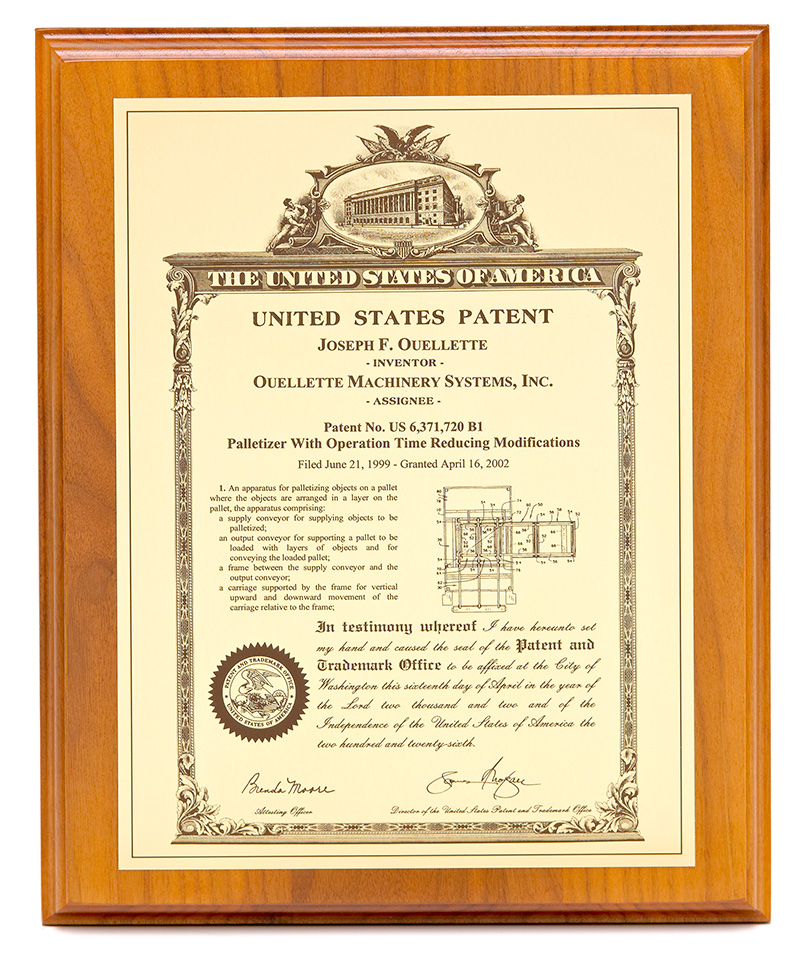 THE UNITED STATES OF AMERICA
UNITED STATES PATENT
JOSEPH F. OUELLETTE
- INVENTOR -
OUELLETTE MACHINERY SYSTEMS, INC.
- ASSIGNEE -
Patent No. US 6,371,720 B1
Palletizer With Operation Time Reducing Modifications
Filed June 21, 1999 - Granted April 16, 2002
1. An apparatus for palletizing objects on a pallet
where the objects are arranged in a layer on the
pallet, the apparatus comprising:
a supply conveyor for supplying objects to be
palletized;
an output conveyor for supporting a pallet to be
loaded with layers of objects and for
conveying the loaded pallet;
a frame between the supply conveyor and the
output conveyor;
a carriage supported by the frame for vertical
upward and downward movement of the
carriage relative to the frame;
In testimony whereof I have hereunto set
my hand and caused the seal of the Patent and
Trademark Office to be affixed at the City of
Washington this sixteenth day of April in the year of
the Lord two thousand and two and of the
Independence of the United States of America the
two hundred and twenty-sixth.
PATENT AND TRADEMARK OFFICE
UNITED STATES OF AMERICA
Brenda Moore
Attesting Officer
Director of the United States Patent and Trademark Office